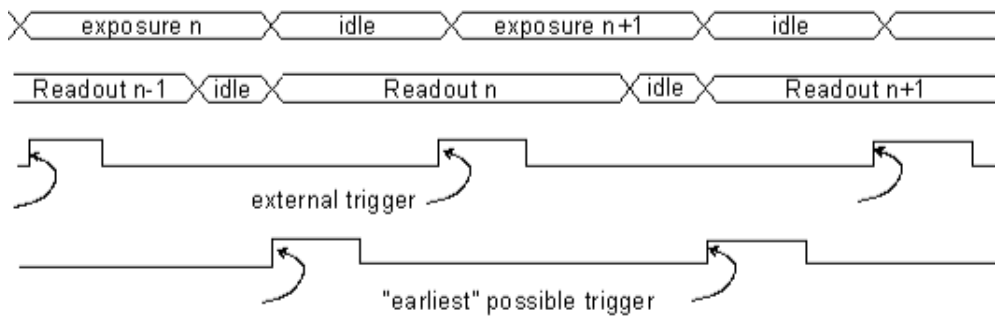 exposure n idle exposure n+1 idle
Readout n-1 idle Readout n idle Readout n+1
external trigger
"earliest" possible trigger